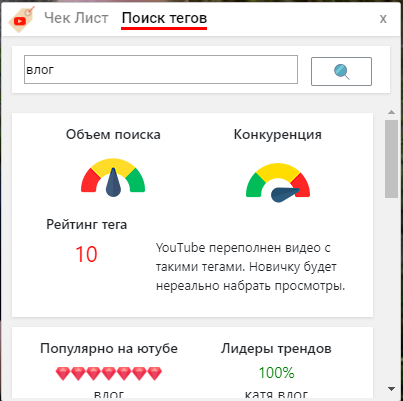 Чек Лист Поиск тегов x
влог
Объем поиска Конкуренция
Рейтинг тега
10
YouTube переполнен видео с
такими тегами. Новичку будет
нереально набрать просмотры.
Популярно на ютубе Лидеры трендов
100%
влог катя влог